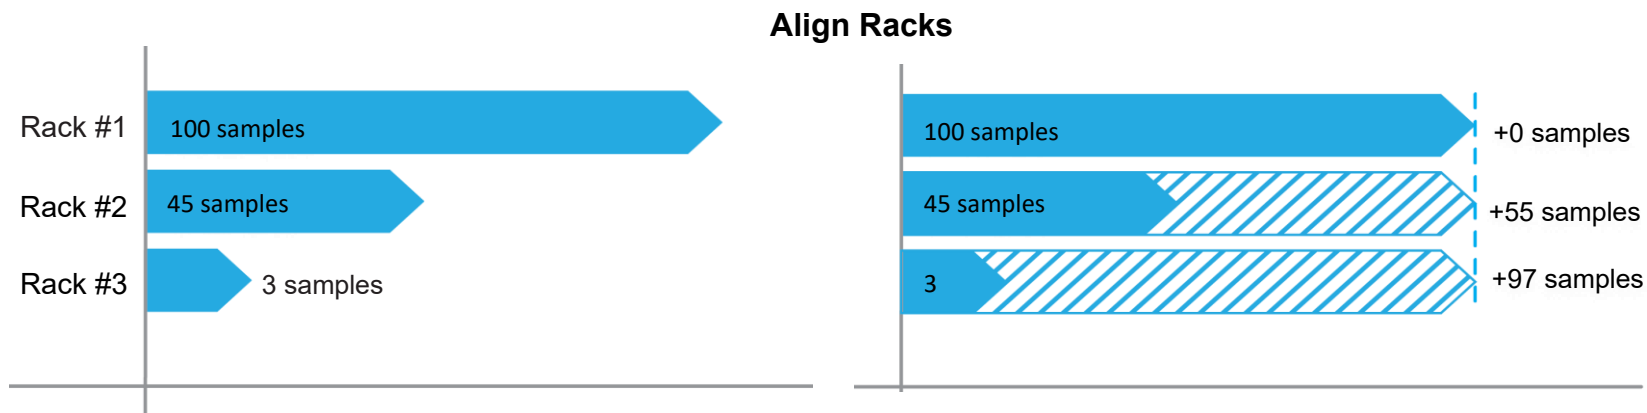 Align Racks
Rack #1
100 samples
Rack #2
45 samples
Rack #3
3 samples
100 samples
+0 samples
45 samples
+55 samples
3
+97 samples